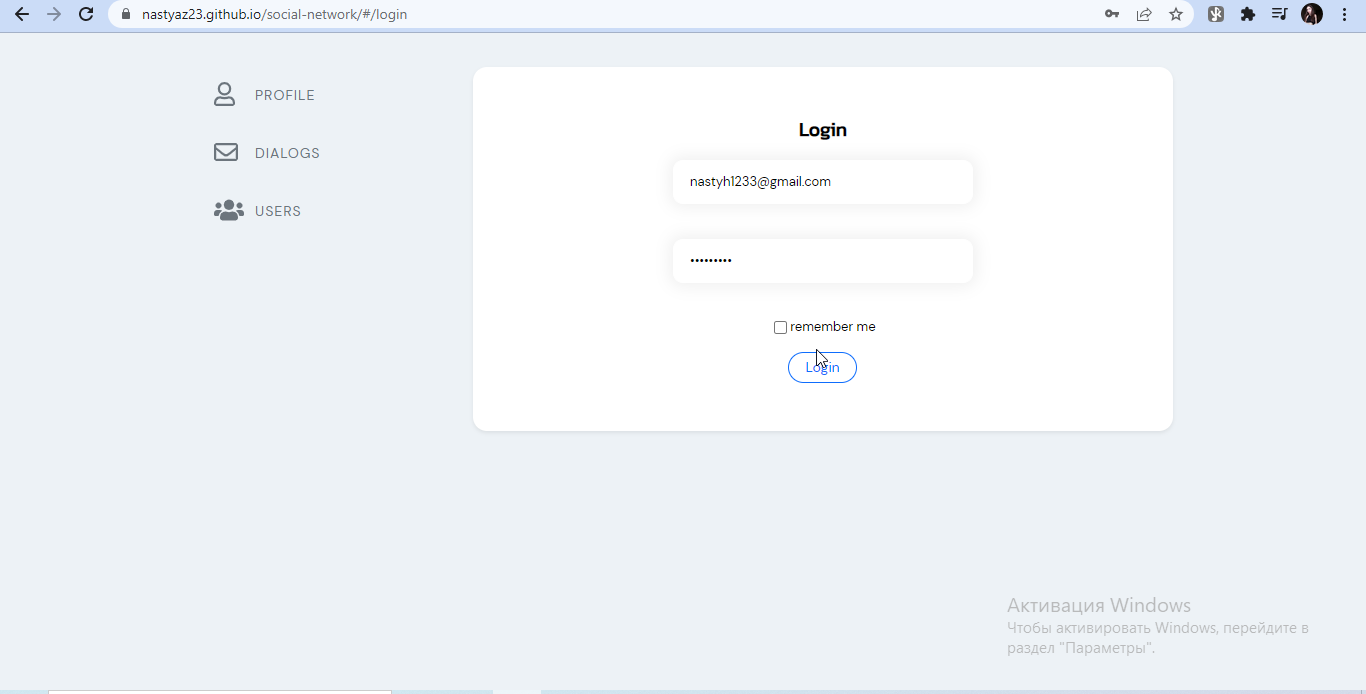 nastyaz23.github.io/social-network/#/login
PROFILE
DIALOGS
USERS
Login
nastyh1233@gmail.com
•••••••••
remember me
Login
Активация Windows
Чтобы активировать Windows, перейдите в
раздел "Параметры".